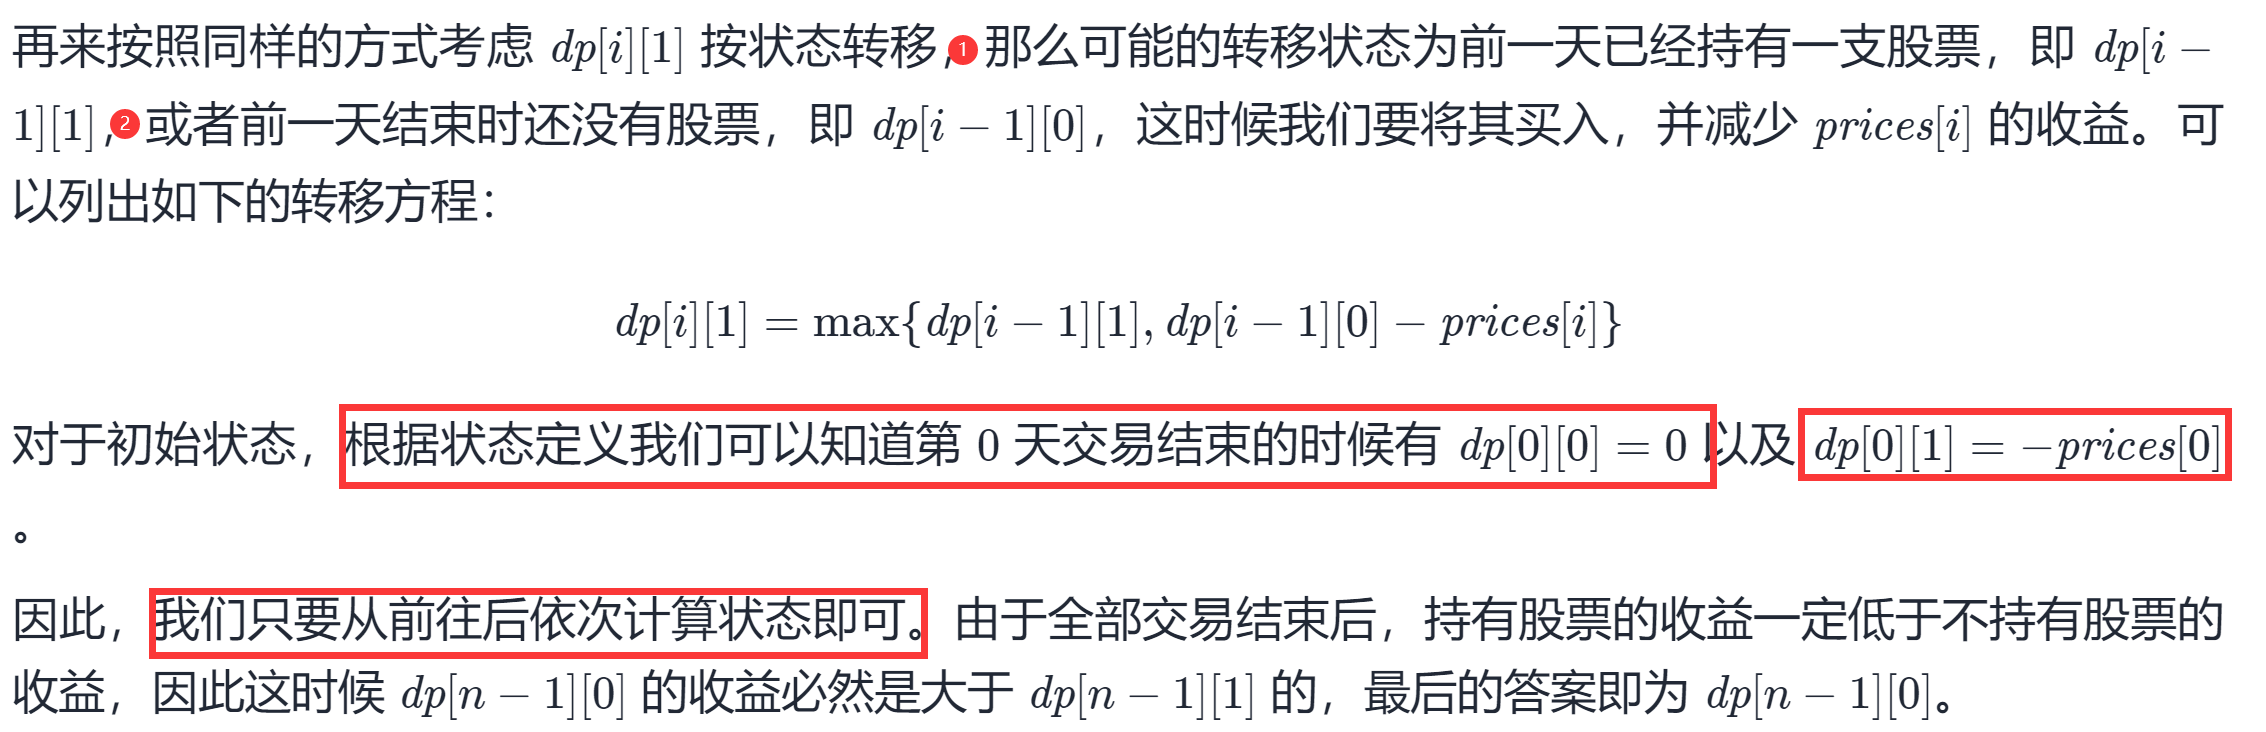 再来按照同样的方式考虑 dp[i][1] 按状态转移,1那么可能的转移状态为前一天已经持有一支股票，即 dp[i −
1][1],2或者前一天结束时还没有股票，即 dp[i − 1][0]，这时候我们要将其买入，并减少 prices[i] 的收益。可
以列出如下的转移方程：
dp[i][1] = max{dp[i − 1][1], dp[i − 1][0] − prices[i]}
对于初始状态，根据状态定义我们可以知道第 0 天交易结束的时候有 dp[0][0] = 0 以及 dp[0][1] = −prices[0]
。
因此，我们只要从前往后依次计算状态即可。由于全部交易结束后，持有股票的收益一定低于不持有股票的
收益，因此这时候 dp[n − 1][0] 的收益必然是大于 dp[n − 1][1] 的，最后的答案即为 dp[n − 1][0]。